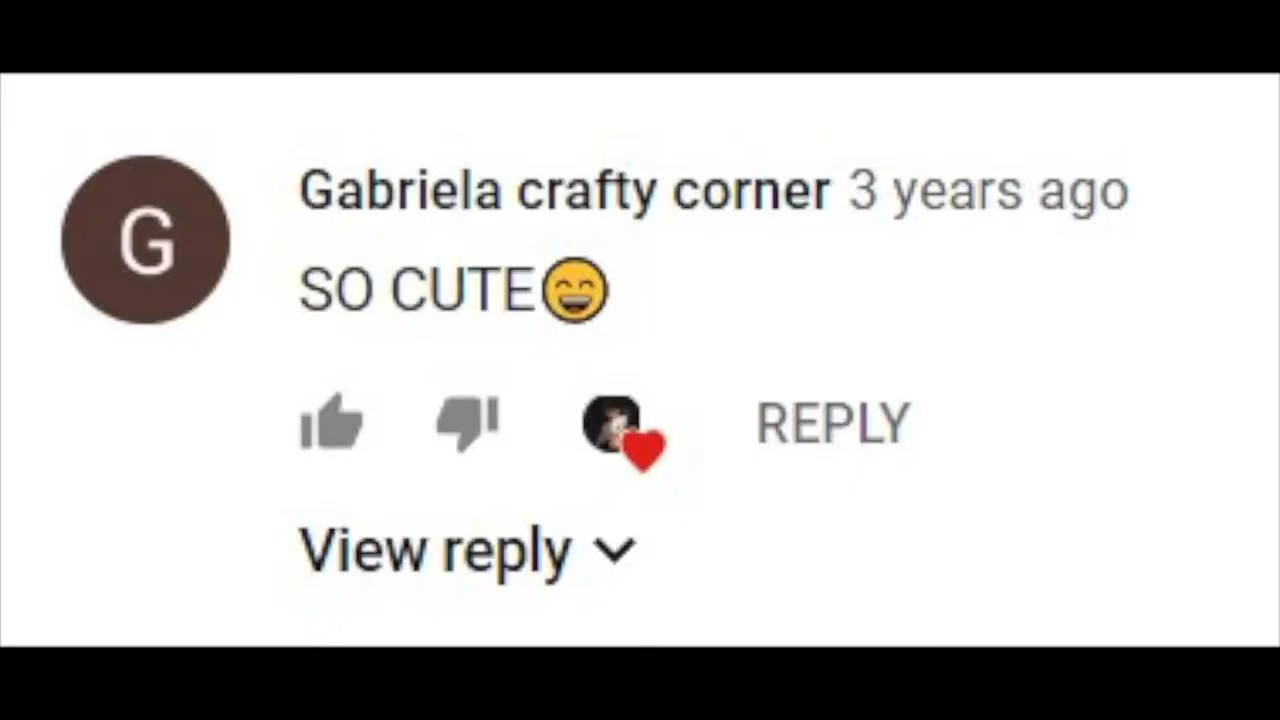 G
Gabriela crafty corner 3 years ago
SO CUTE😄
REPLY
View reply